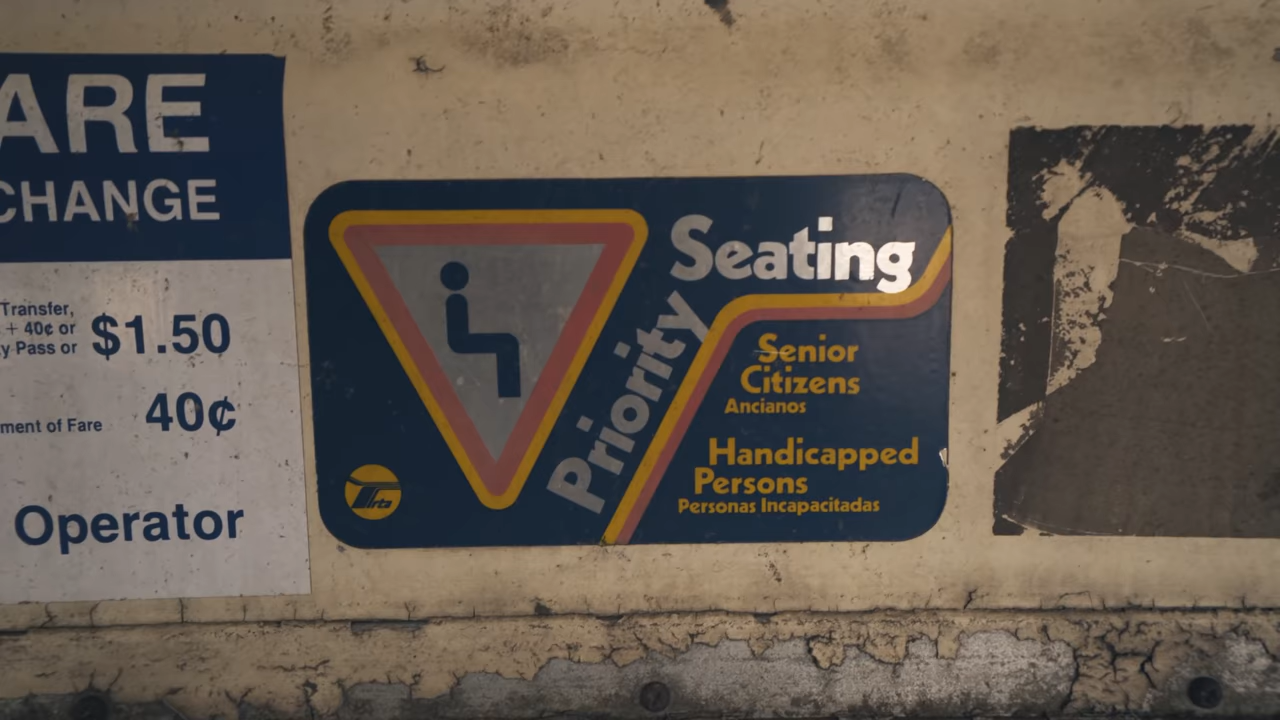 ARE
CHANGE
Transfer,
+ 40¢ or
y Pass or
$1.50
ment of Fare
40¢
Operator
Priority
Seating
Senior
Citizens
Ancianos
Handicapped
Persons
Personas Incapacitadas
rta